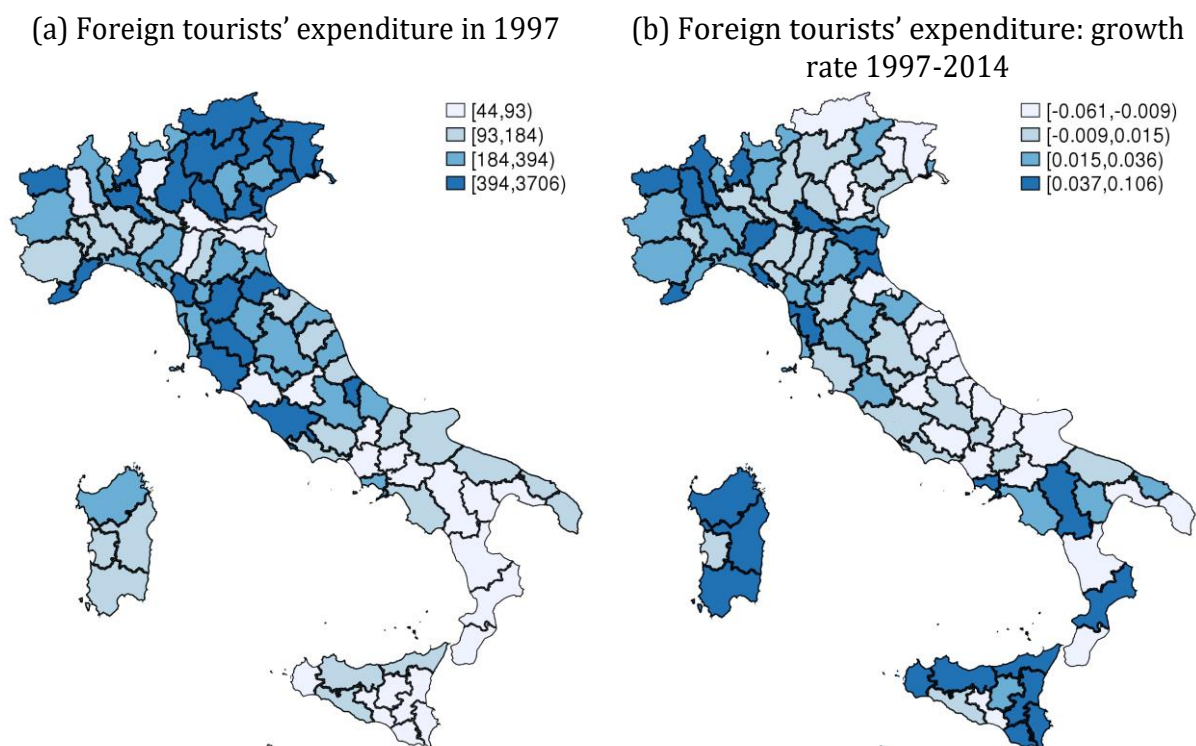 (a) Foreign tourists’ expenditure in 1997
[44,93)
[93,184)
[184,394)
[394,3706)
(b) Foreign tourists’ expenditure: growth
rate 1997-2014
[-0.061,-0.009)
[-0.009,0.015)
[0.015,0.036)
[0.037,0.106)